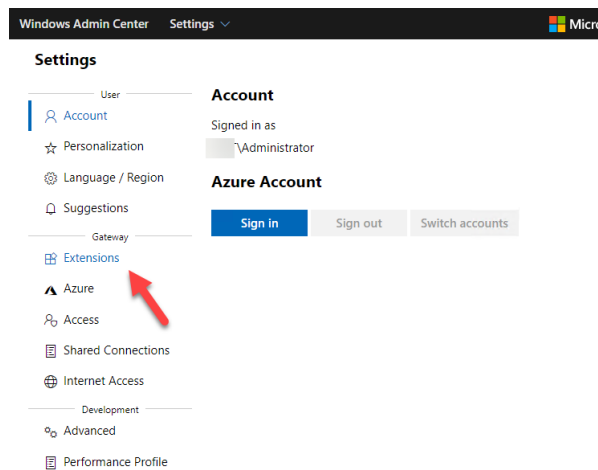 Windows Admin Center Settings
Settings
User
Account
Personalization
Language / Region
Suggestions
Gateway
Extensions
Azure
Access
Shared Connections
Internet Access
Development
Advanced
Performance Profile
Account
Signed in as
\Administrator
Azure Account
Sign in Sign out Switch accounts